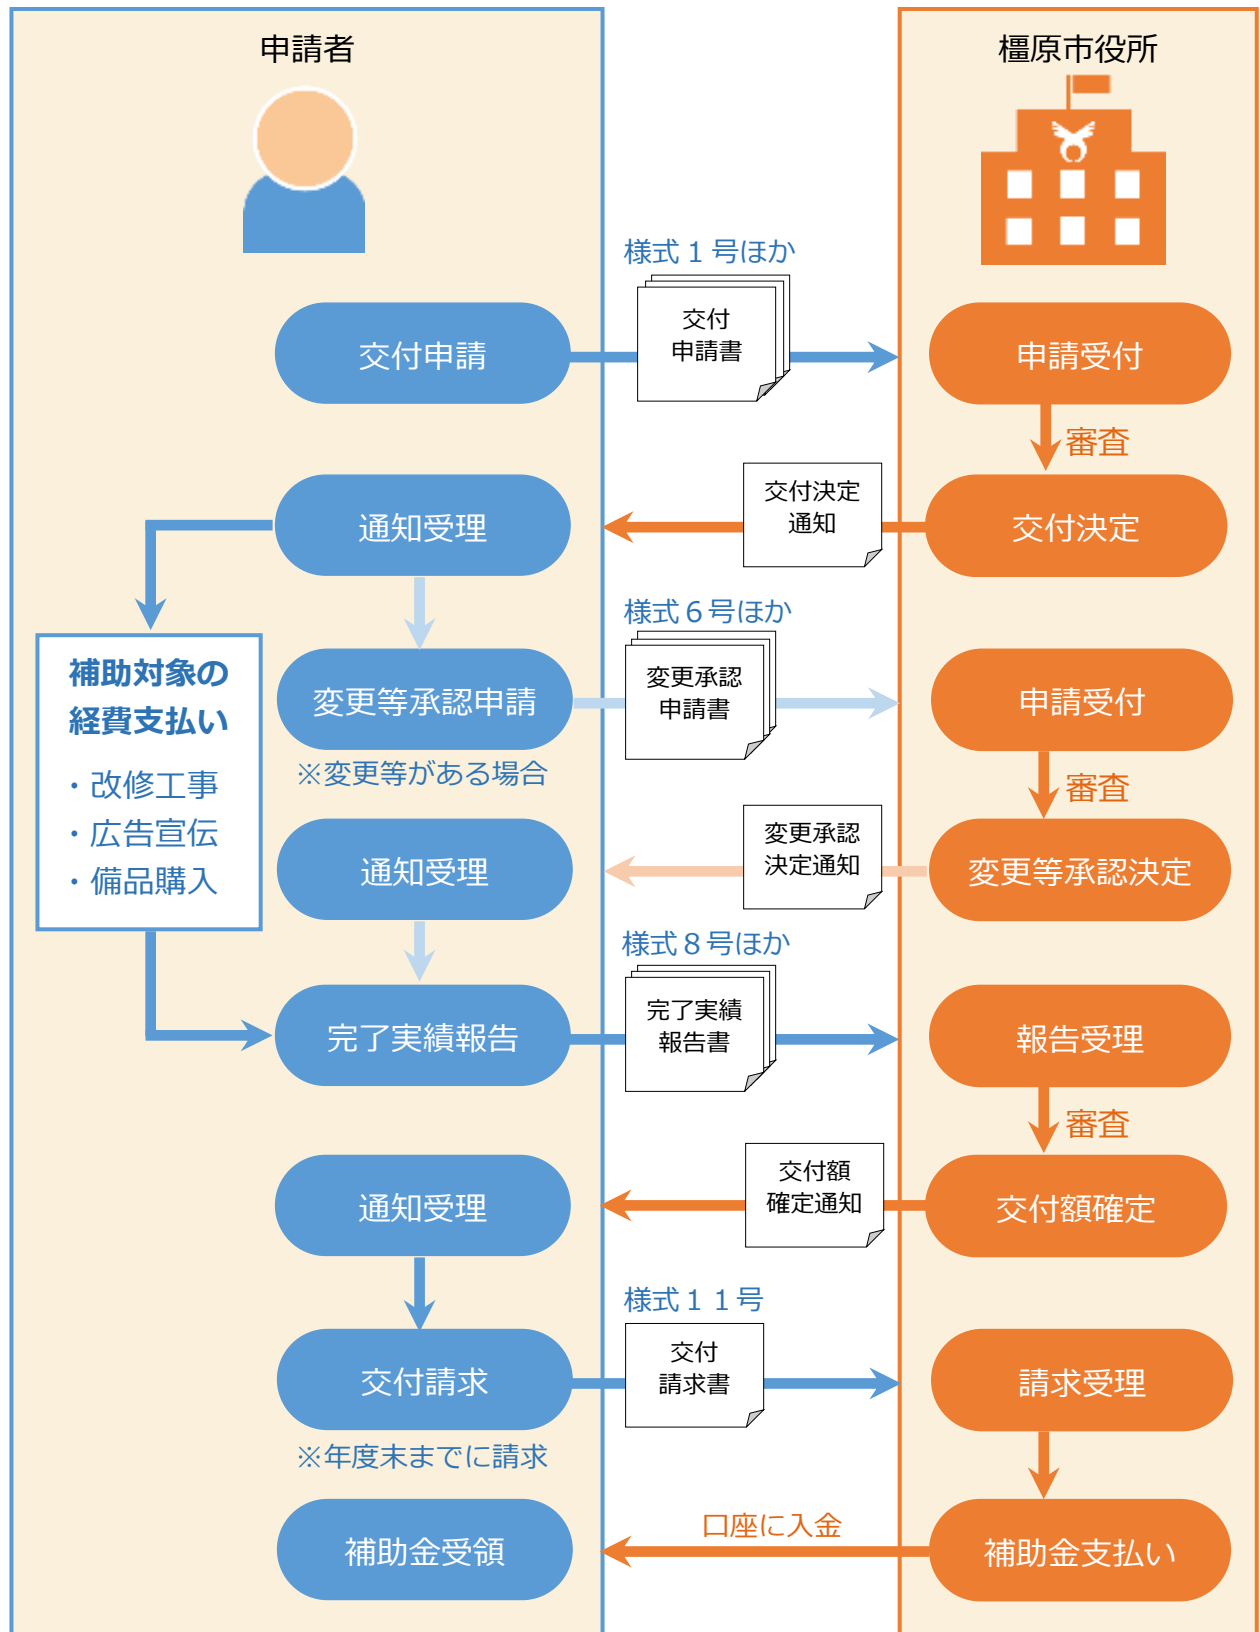 申請者
橿原市役所
様式１号ほか
交付
申請書
交付申請
申請受付
審査
交付決定
通知
通知受理
交付決定
様式６号ほか
補助対象の
経費支払い
・改修工事
・広告宣伝
・備品購入
変更等承認申請
※変更等がある場合
変更承認
申請書
申請受付
審査
通知受理
変更承認
決定通知
変更等承認決定
様式８号ほか
完了実績報告
完了実績
報告書
報告受理
審査
通知受理
交付額
確定通知
交付額確定
様式１１号
交付請求
※年度末までに請求
交付
請求書
請求受理
口座に入金
補助金受領
補助金支払い